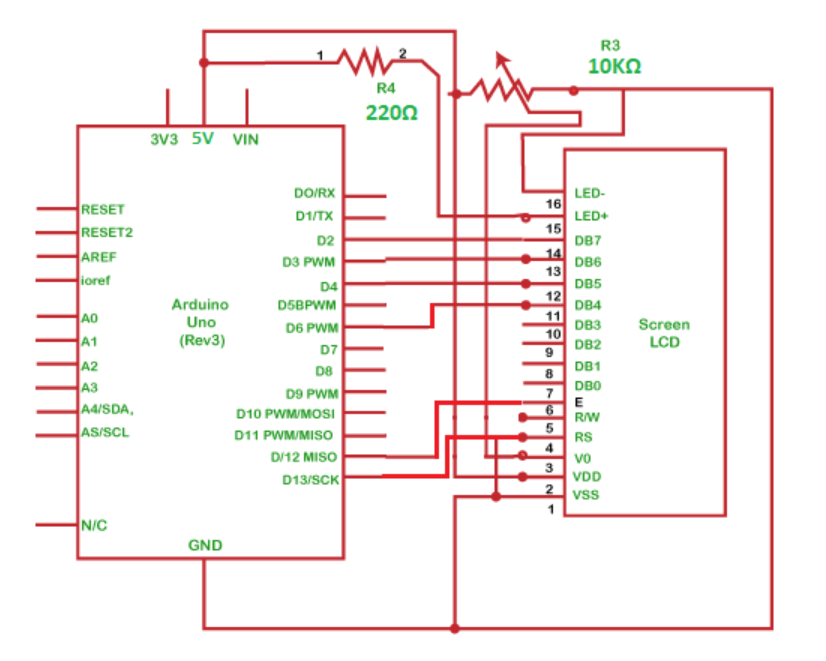 R3
10KΩ
1
2
R4
220Ω
3V3
5V
VIN
RESET
RESET2
AREF
ioref
A0
A1
A2
A3
A4/SDA,
AS/SCL
N/C
Arduino
Uno
(Rev3)
GND
DO/RX
D1/TX
D2
D3 PWM
D4
D5BPWM
D6 PWM
D7
D8
D9 PWM
D10 PWM/MOSI
D11 PWM/MISO
D/12 MISO
D13/SCK
16
15
14
13
12
11
10
9
8
7
6
5
4
3
2
1
LED-
LED+
DB7
DB6
DB5
DB4
DB3
DB2
DB1
DB0
E
R/W
RS
V0
VDD
VSS
Screen
LCD